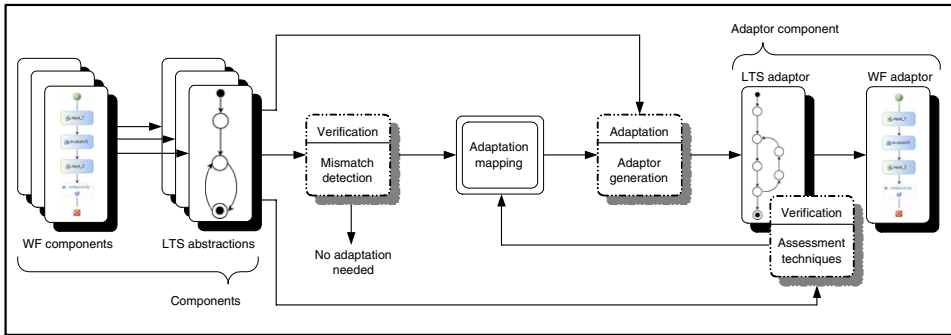 Adaptor component
LTS adaptor
WF adaptor
Verification
Mismatch
detection
Adaptation
mapping
Adaptation
Adaptor
generation
Verification
Assessment
techniques
WF components
LTS abstractions
No adaptation
needed
Components